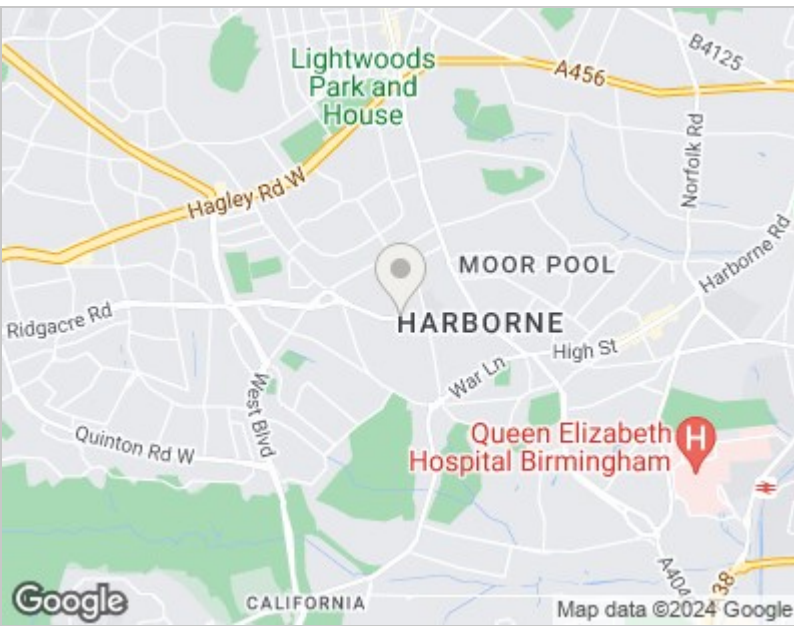 Lightwoods
Park and
House
A456
B4125
Norfolk Rd
Hagley Rd W
MOOR POOL
Harborne Rd
Ridgacre Rd
HARBORNE
High St
War Ln
West Blvd
Quinton Rd W
Queen Elizabeth
Hospital Birmingham
H
A404
38
CALIFORNIA
Google
Map data ©2024 Google